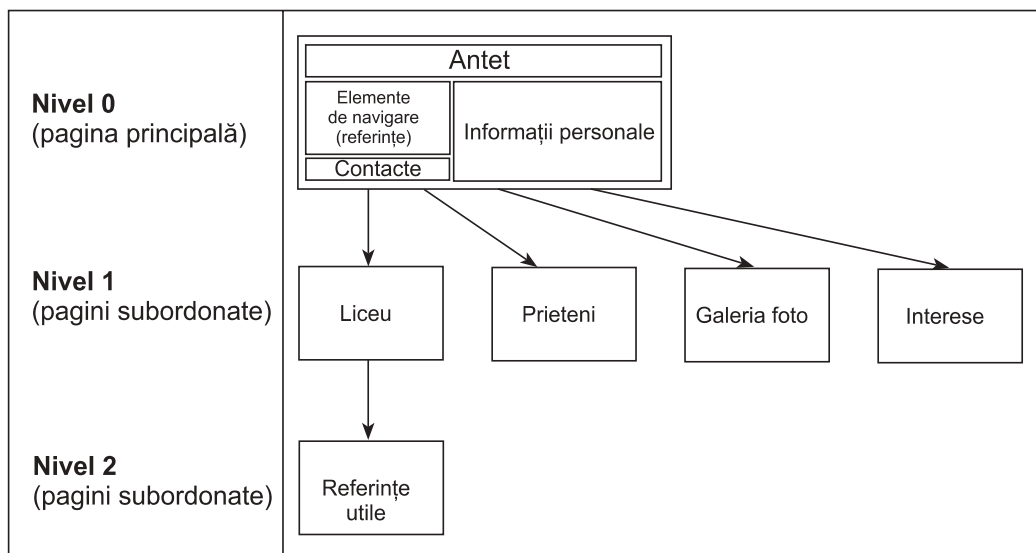 Nivel 0
(pagina principală)
Antet
Elemente
de navigare
(referințe)
Informații personale
Contacte
Nivel 1
(pagini subordonate)
Liceu
Prieteni
Galeria foto
Interese
Nivel 2
(pagini subordonate)
Referințe
utile